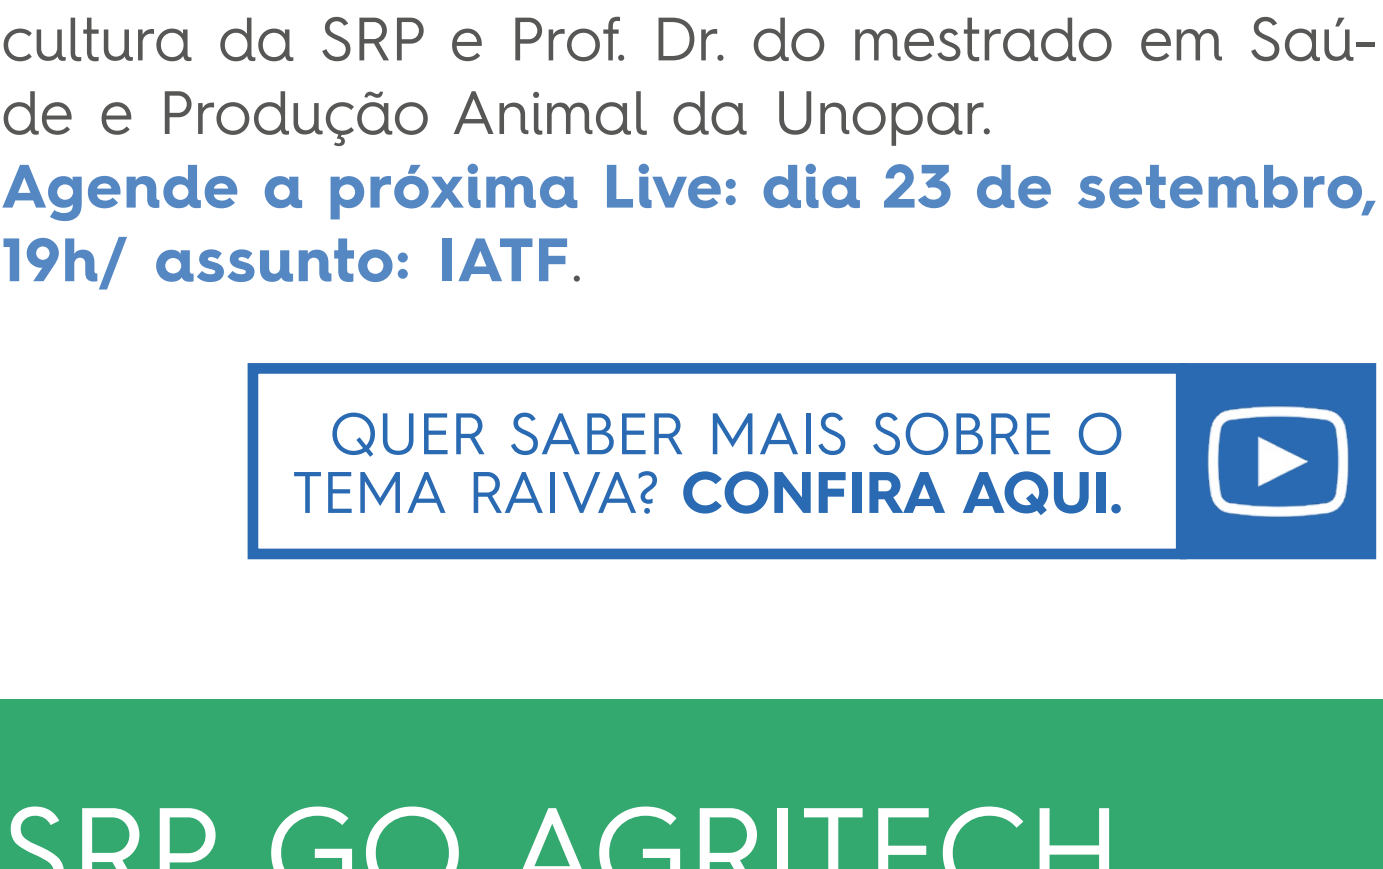 cultura da SRP e Prof. Dr. do mestrado em Saú-
de e Produção Animal da Unopar.
Agende a próxima Live: dia 23 de setembro,
19h/ assunto: IATF.
QUER SABER MAIS SOBRE O
TEMA RAIVA? CONFIRA AQUI.
SRP GO AGRITECH